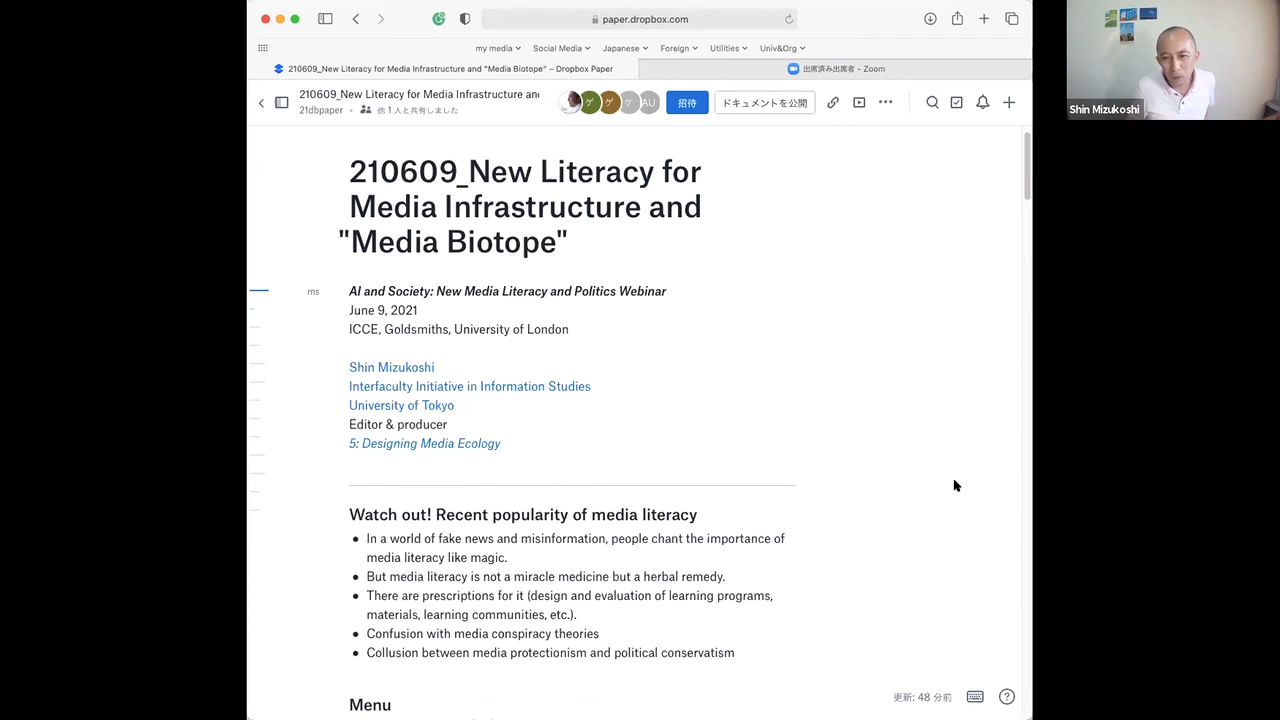 paper.dropbox.com
my media Social Media Japanese Foreign Utilities Univ&Org
210609_New Literacy for Media Infrastructure and "Media Biotope" – Dropbox Paper
出席済み出席者 - Zoom
210609_New Literacy for Media Infrastructure and
21dbpaper • 他 1 人と共有しました
ゲ ゲ ゲ AU
招待
ドキュメントを公開
Shin Mizukoshi
210609_New Literacy for
Media Infrastructure and
"Media Biotope"
ms
AI and Society: New Media Literacy and Politics Webinar
June 9, 2021
ICCE, Goldsmiths, University of London
Shin Mizukoshi
Interfaculty Initiative in Information Studies
University of Tokyo
Editor & producer
5: Designing Media Ecology
Watch out! Recent popularity of media literacy
• In a world of fake news and misinformation, people chant the importance of
media literacy like magic.
• But media literacy is not a miracle medicine but a herbal remedy.
• There are prescriptions for it (design and evaluation of learning programs,
materials, learning communities, etc.).
• Confusion with media conspiracy theories
• Collusion between media protectionism and political conservatism
Menu
更新: 48 分前